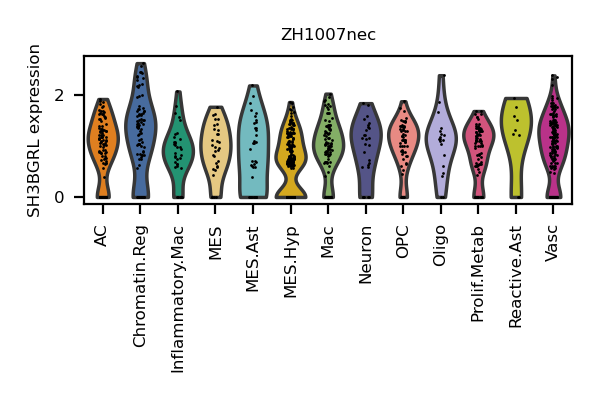 ZH1007nec
SH3BGRL expression
2
0
AC
Chromatin.Reg
Inflammatory.Mac
MES
MES.Ast
MES.Hyp
Mac
Neuron
OPC
Oligo
Prolif.Metab
Reactive.Ast
Vasc